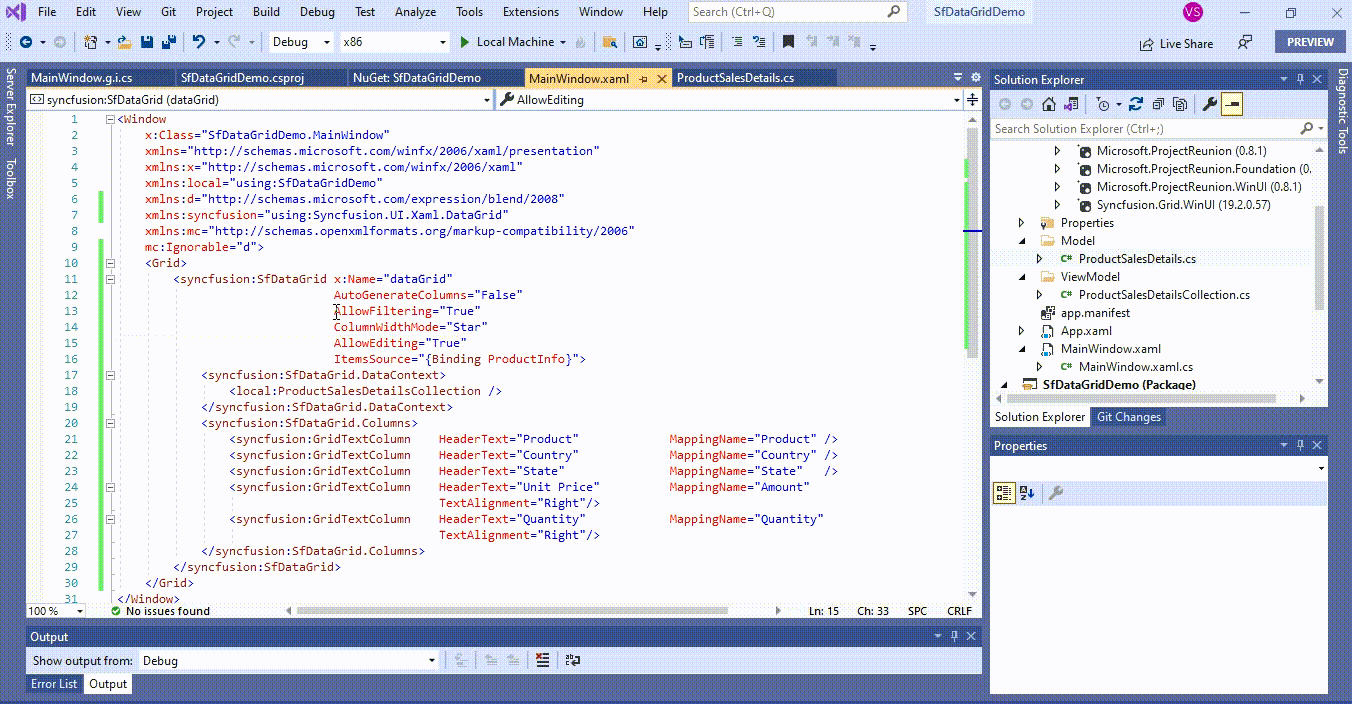 File Edit View Git Project Build Debug Test Analyze Tools Extensions Window Help Search (Ctrl+Q) SfDataGridDemo VS
Debug x86 Local Machine Live Share PREVIEW
Server Explorer
Toolbox
MainWindow.g.i.cs SfDataGridDemo.csproj NuGet: SfDataGridDemo MainWindow.xaml ProductSalesDetails.cs
syncfusion:SfDataGrid (dataGrid) AllowEditing
1 <Window
2 x:Class="SfDataGridDemo.MainWindow"
3 xmlns="http://schemas.microsoft.com/winfx/2006/xaml/presentation"
4 xmlns:x="http://schemas.microsoft.com/winfx/2006/xaml"
5 xmlns:local="using:SfDataGridDemo"
6 xmlns:d="http://schemas.microsoft.com/expression/blend/2008"
7 xmlns:syncfusion="using:Syncfusion.UI.Xaml.DataGrid"
8 xmlns:mc="http://schemas.openxmlformats.org/markup-compatibility/2006"
9 mc:Ignorable="d">
10 <Grid>
11 <syncfusion:SfDataGrid x:Name="dataGrid"
12 AutoGenerateColumns="False"
13 AllowFiltering="True"
14 ColumnWidthMode="Star"
15 AllowEditing="True"
16 ItemsSource="{Binding ProductInfo}">
17 <syncfusion:SfDataGrid.DataContext>
18 <local:ProductSalesDetailsCollection />
19 </syncfusion:SfDataGrid.DataContext>
20 <syncfusion:SfDataGrid.Columns>
21 <syncfusion:GridTextColumn HeaderText="Product" MappingName="Product" />
22 <syncfusion:GridTextColumn HeaderText="Country" MappingName="Country" />
23 <syncfusion:GridTextColumn HeaderText="State" MappingName="State" />
24 <syncfusion:GridTextColumn HeaderText="Unit Price" MappingName="Amount"
25 TextAlignment="Right"/>
26 <syncfusion:GridTextColumn HeaderText="Quantity" MappingName="Quantity"
27 TextAlignment="Right"/>
28 </syncfusion:SfDataGrid.Columns>
29 </syncfusion:SfDataGrid>
30 </Grid>
31 </Window>
100 % No issues found Ln: 15 Ch: 33 SPC CRLF
Output
Show output from: Debug
Error List Output
Solution Explorer
Search Solution Explorer (Ctrl+;)
Microsoft.ProjectReunion (0.8.1)
Microsoft.ProjectReunion.Foundation (0.
Microsoft.ProjectReunion.WinUI (0.8.1)
Syncfusion.Grid.WinUI (19.2.0.57)
Properties
Model
C# ProductSalesDetails.cs
ViewModel
C# ProductSalesDetailsCollection.cs
app.manifest
App.xaml
MainWindow.xaml
C# MainWindow.xaml.cs
SfDataGridDemo (Package)
Solution Explorer Git Changes
Properties
Diagnostic Tools